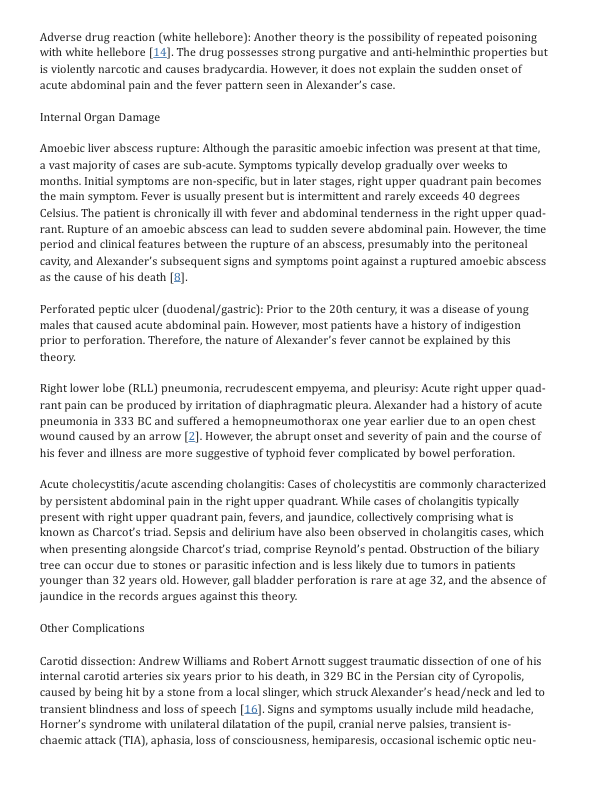 Adverse drug reaction (white hellebore): Another theory is the possibility of repeated poisoning
with white hellebore [14]. The drug possesses strong purgative and anti-helminthic properties but
is violently narcotic and causes bradycardia. However, it does not explain the sudden onset of
acute abdominal pain and the fever pattern seen in Alexander's case.
Internal Organ Damage
Amoebic liver abscess rupture: Although the parasitic amoebic infection was present at that time,
a vast majority of cases are sub-acute. Symptoms typically develop gradually over weeks to
months. Initial symptoms are non-specific, but in later stages, right upper quadrant pain becomes
the main symptom. Fever is usually present but is intermittent and rarely exceeds 40 degrees
Celsius. The patient is chronically ill with fever and abdominal tenderness in the right upper quad-
rant. Rupture of an amoebic abscess can lead to sudden severe abdominal pain. However, the time
period and clinical features between the rupture of an abscess, presumably into the peritoneal
cavity, and Alexander's subsequent signs and symptoms point against a ruptured amoebic abscess
as the cause of his death [8].
Perforated peptic ulcer (duodenal/gastric): Prior to the 20th century, it was a disease of young
males that caused acute abdominal pain. However, most patients have a history of indigestion
prior to perforation. Therefore, the nature of Alexander's fever cannot be explained by this
theory.
Right lower lobe (RLL) pneumonia, recrudescent empyema, and pleurisy: Acute right upper quad-
rant pain can be produced by irritation of diaphragmatic pleura. Alexander had a history of acute
pneumonia in 333 BC and suffered a hemopneumothorax one year earlier due to an open chest
wound caused by an arrow [2]. However, the abrupt onset and severity of pain and the course of
his fever and illness are more suggestive of typhoid fever complicated by bowel perforation.
Acute cholecystitis/acute ascending cholangitis: Cases of cholecystitis are commonly characterized
by persistent abdominal pain in the right upper quadrant. While cases of cholangitis typically
present with right upper quadrant pain, fevers, and jaundice, collectively comprising what is
known as Charcot's triad. Sepsis and delirium have also been observed in cholangitis cases, which
when presenting alongside Charcot's triad, comprise Reynold's pentad. Obstruction of the biliary
tree can occur due to stones or parasitic infection and is less likely due to tumors in patients
younger than 32 years old. However, gall bladder perforation is rare at age 32, and the absence of
jaundice in the records argues against this theory.
Other Complications
Carotid dissection: Andrew Williams and Robert Arnott suggest traumatic dissection of one of his
internal carotid arteries six years prior to his death, in 329 BC in the Persian city of Cyropolis,
caused by being hit by a stone from a local slinger, which struck Alexander's head/neck and led to
transient blindness and loss of speech [16]. Signs and symptoms usually include mild headache,
Horner's syndrome with unilateral dilatation of the pupil, cranial nerve palsies, transient is-
chaemic attack (TIA), aphasia, loss of consciousness, hemiparesis, occasional ischemic optic neu-